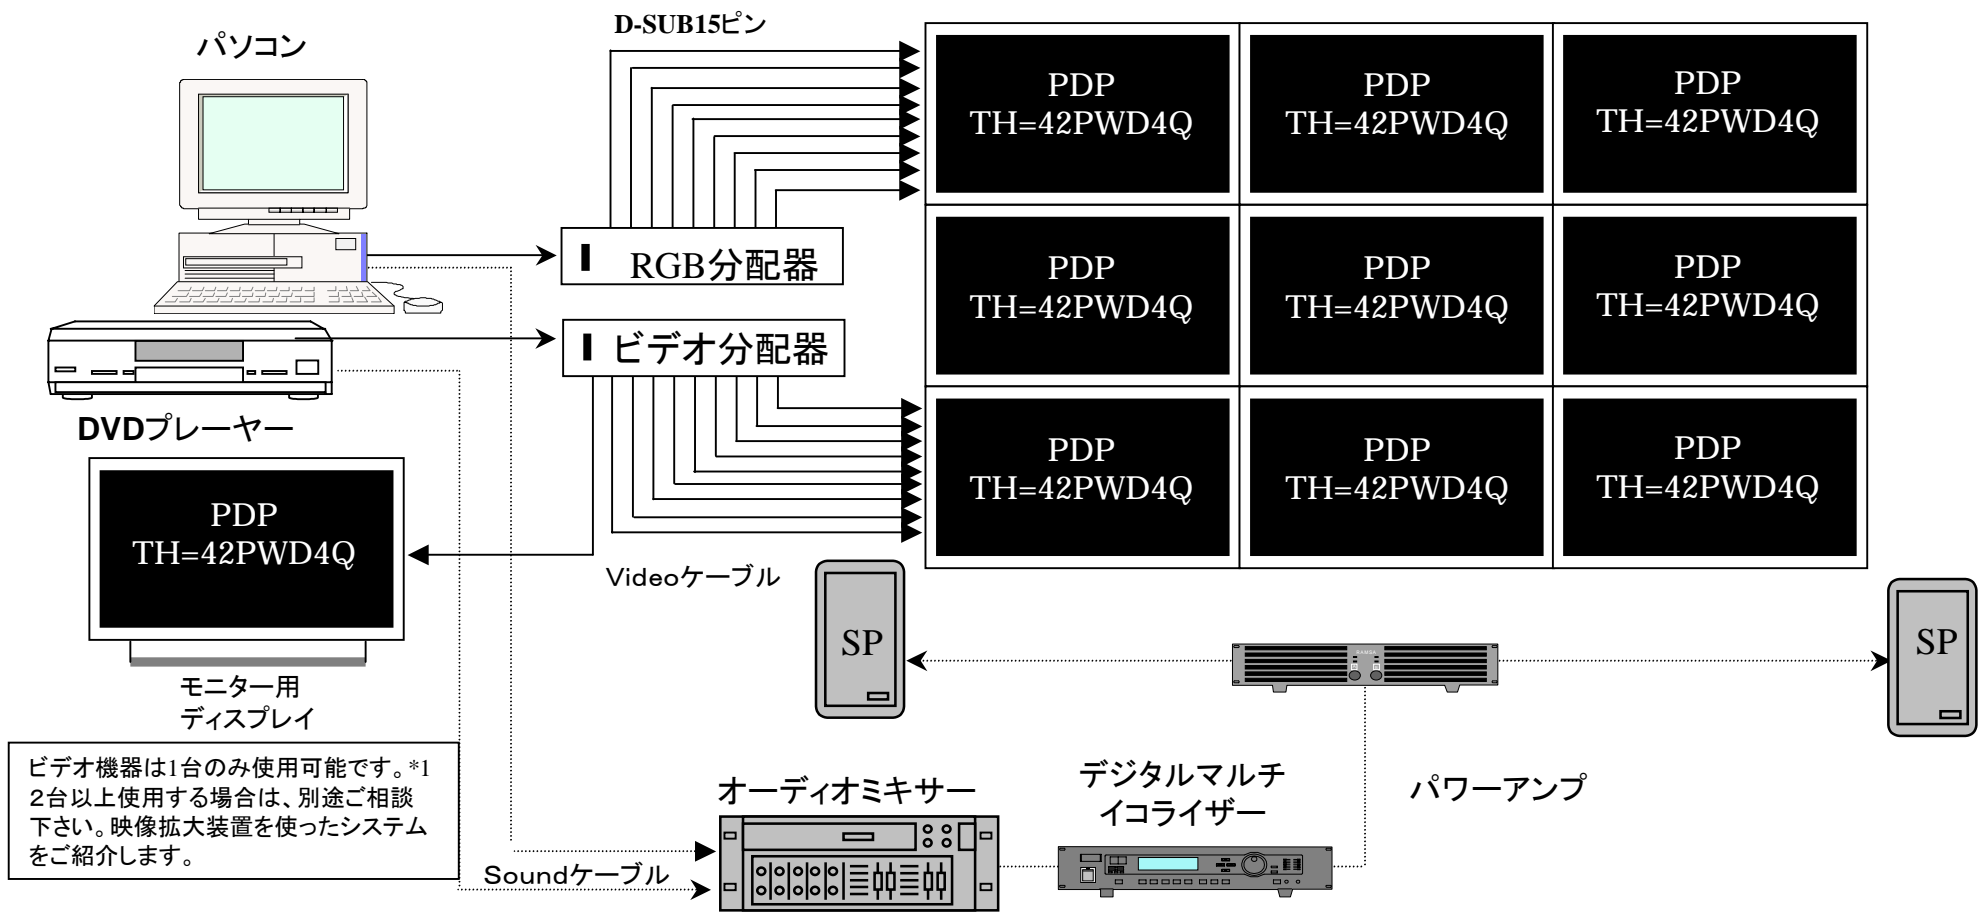 D-SUB15ピン
パソコン
PDP
TH=42PWD4Q
PDP
TH=42PWD4Q
PDP
TH=42PWD4Q
RGB分配器
PDP
TH=42PWD4Q
PDP
TH=42PWD4Q
PDP
TH=42PWD4Q
ビデオ分配器
DVDプレーヤー
PDP
TH=42PWD4Q
PDP
TH=42PWD4Q
PDP
TH=42PWD4Q
PDP
TH=42PWD4Q
Videoケーブル
SP
SP
RAMSA
モニター用
ディスプレイ
ビデオ機器は1台のみ使用可能です。*1
２台以上使用する場合は、別途ご相談
下さい。映像拡大装置を使ったシステム
をご紹介します。
オーディオミキサー
デジタルマルチ
イコライザー
パワーアンプ
Soundケーブル